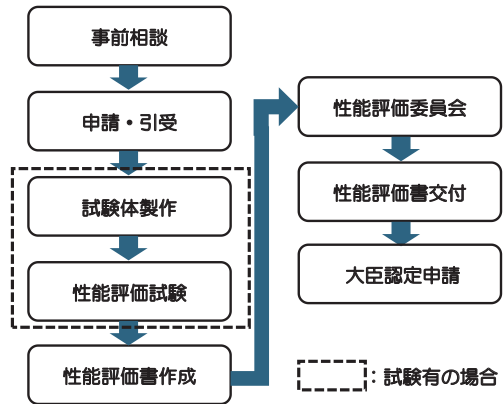 事前相談
申請・引受
試験体製作
性能評価試験
性能評価書作成
性能評価委員会
性能評価書交付
大臣認定申請
：試験有の場合